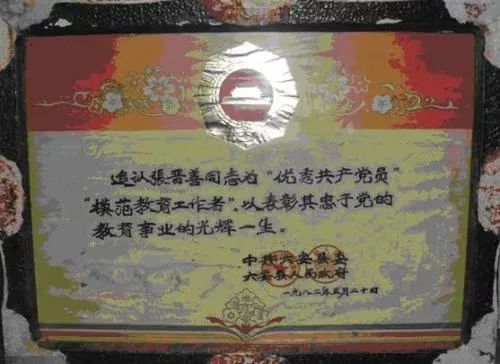 追认張晋善同志为“优秀共产党员”
“模范教育工作者”，以表彰其忠于党的
教育事业的光辉一生。
中共六安县委
六安县人民政府
一九八二年五月二十四日